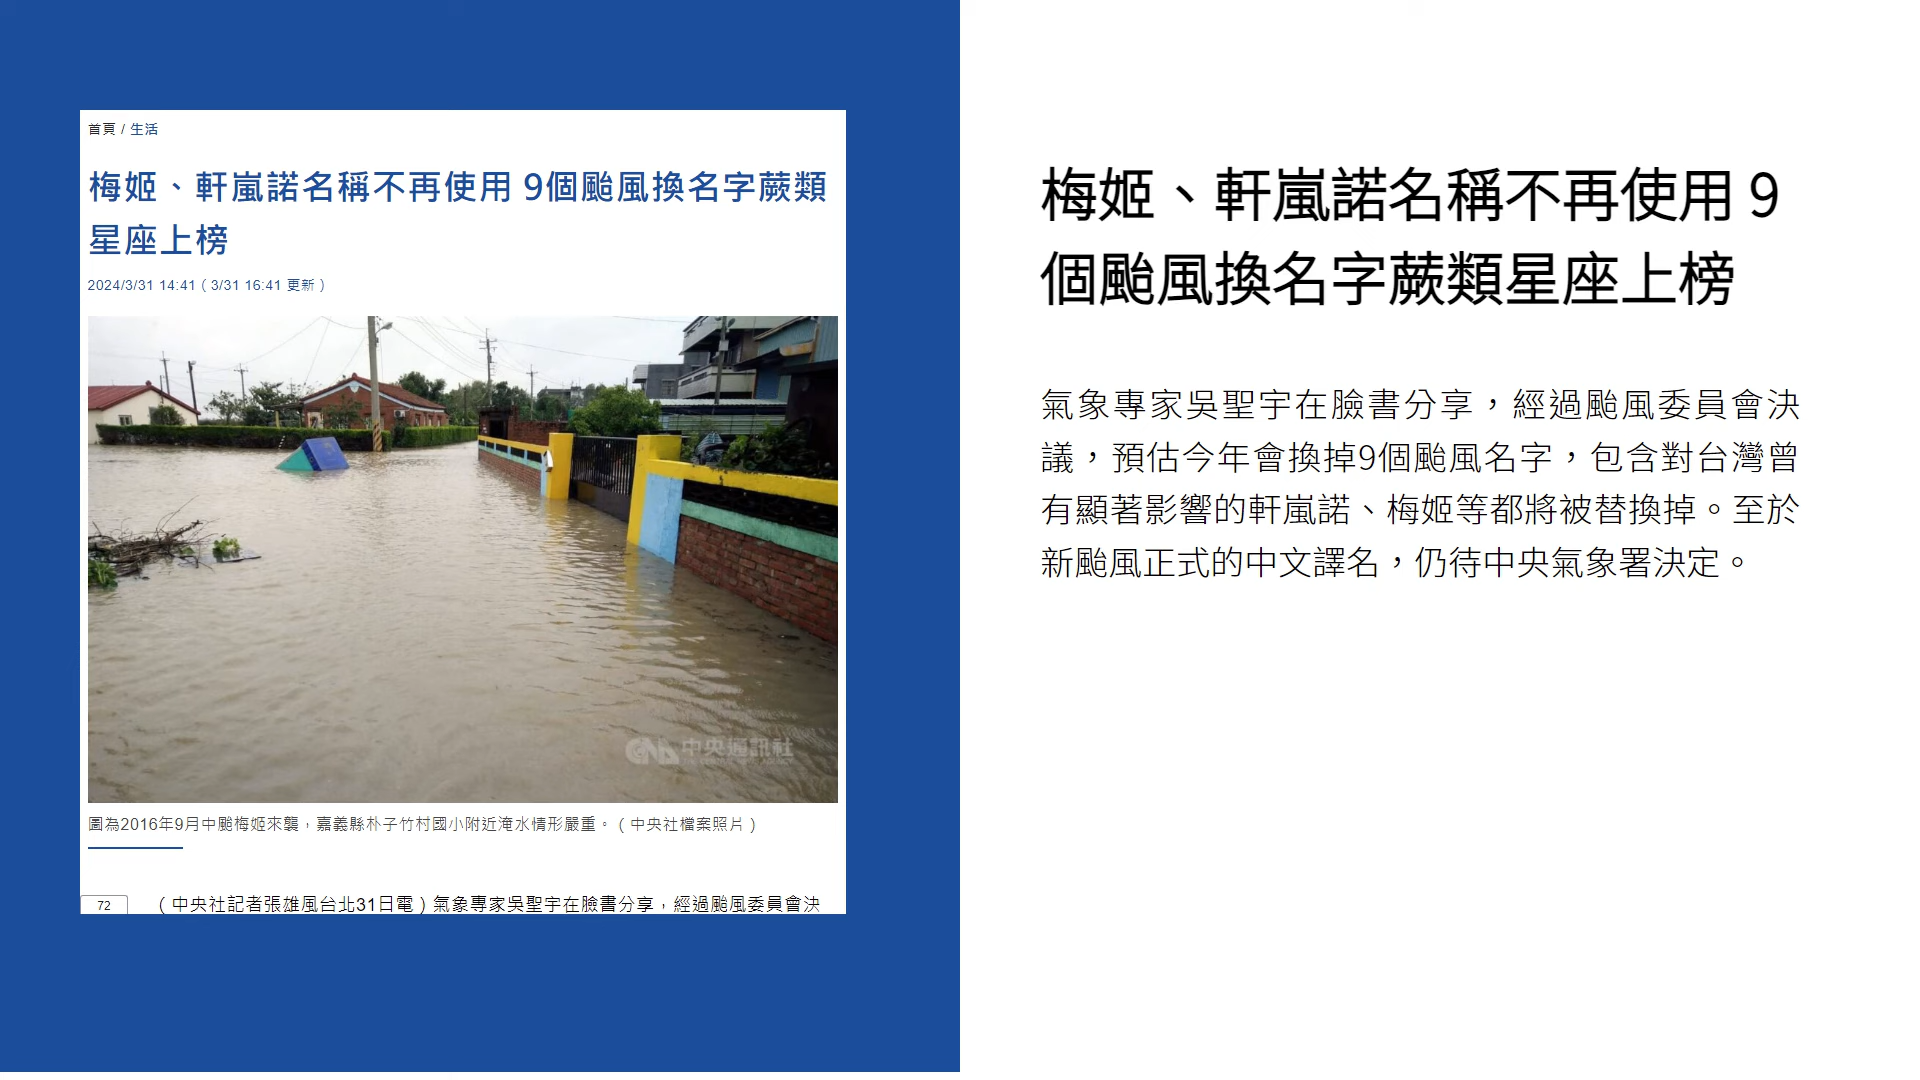 首頁 / 生活
梅姬、軒嵐諾名稱不再使用 9個颱風換名字蕨類
星座上榜
2024/3/31 14:41（3/31 16:41 更新）
中央通訊社
圖為2016年9月中颱梅姬來襲，嘉義縣朴子竹村國小附近淹水情形嚴重。（中央社檔案照片）
72
（中央社記者張雄風台北31日電）氣象專家吳聖宇在臉書分享，經過颱風委員會決
梅姬、軒嵐諾名稱不再使用 9
個颱風換名字蕨類星座上榜
氣象專家吳聖宇在臉書分享，經過颱風委員會決
議，預估今年會換掉9個颱風名字，包含對台灣曾
有顯著影響的軒嵐諾、梅姬等都將被替換掉。至於
新颱風正式的中文譯名，仍待中央氣象署決定。